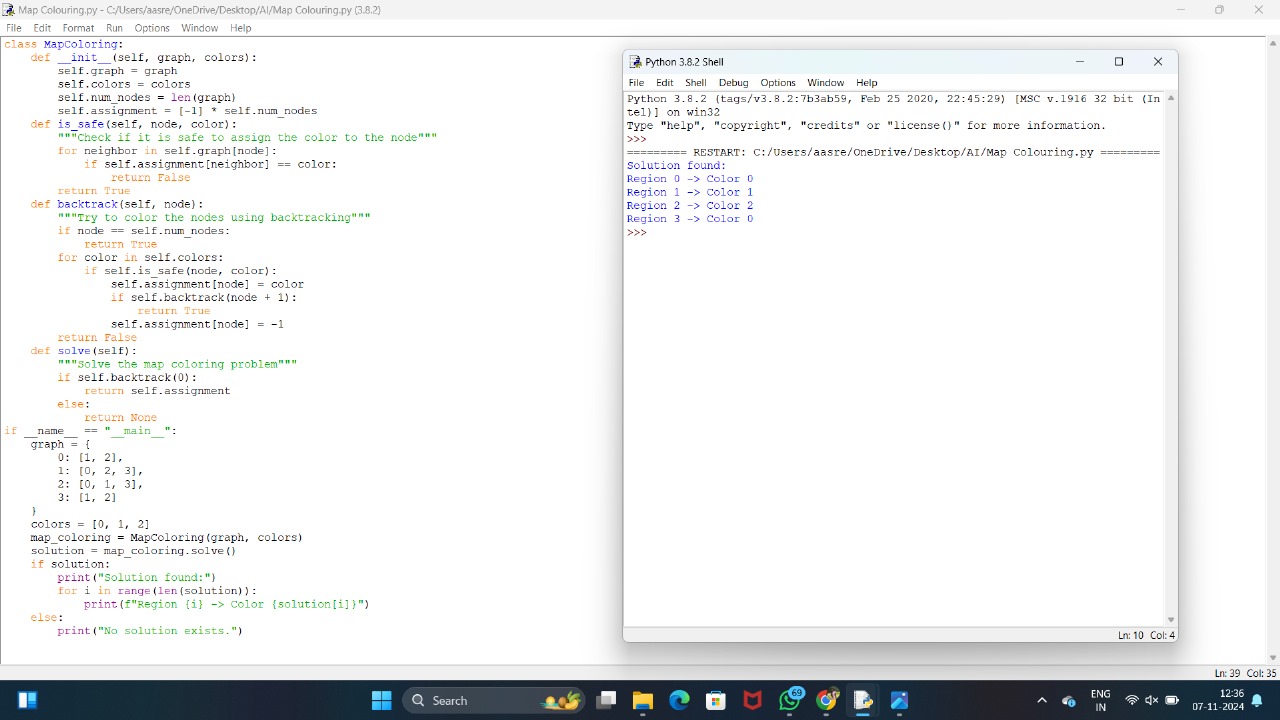 Map Colouring.py - C:/Users/aasre/OneDrive/Desktop/AI/Map Colouring.py (3.8.2)
File Edit Format Run Options Window Help
class MapColoring:
    def __init__(self, graph, colors):
        self.graph = graph
        self.colors = colors
        self.num_nodes = len(graph)
        self.assignment = [-1] * self.num_nodes
    def is_safe(self, node, color):
        """Check if it is safe to assign the color to the node"""
        for neighbor in self.graph[node]:
            if self.assignment[neighbor] == color:
                return False
        return True
    def backtrack(self, node):
        """Try to color the nodes using backtracking"""
        if node == self.num_nodes:
            return True
        for color in self.colors:
            if self.is_safe(node, color):
                self.assignment[node] = color
                if self.backtrack(node + 1):
                    return True
                self.assignment[node] = -1
        return False
    def solve(self):
        """Solve the map coloring problem"""
        if self.backtrack(0):
            return self.assignment
        else:
            return None
if __name__ == "__main__":
    graph = {
        0: [1, 2],
        1: [0, 2, 3],
        2: [0, 1, 3],
        3: [1, 2]
    }
    colors = [0, 1, 2]
    map_coloring = MapColoring(graph, colors)
    solution = map_coloring.solve()
    if solution:
        print("Solution found:")
        for i in range(len(solution)):
            print(f"Region {i} -> Color {solution[i]}")
    else:
        print("No solution exists.")
Python 3.8.2 Shell
File Edit Shell Debug Options Window Help
Python 3.8.2 (tags/v3.8.2:7b3ab59, Feb 25 2020, 22:45:29) [MSC v.1916 32 bit (In
tel)] on win32
Type "help", "copyright", "credits" or "license()" for more information.
>>>
========= RESTART: C:/Users/aasre/OneDrive/Desktop/AI/Map Colouring.py =========
Solution found:
Region 0 -> Color 0
Region 1 -> Color 1
Region 2 -> Color 2
Region 3 -> Color 0
>>>
Ln: 10 Col: 4
Ln: 39 Col: 35
Search
69
ENG
IN
12:36
07-11-2024